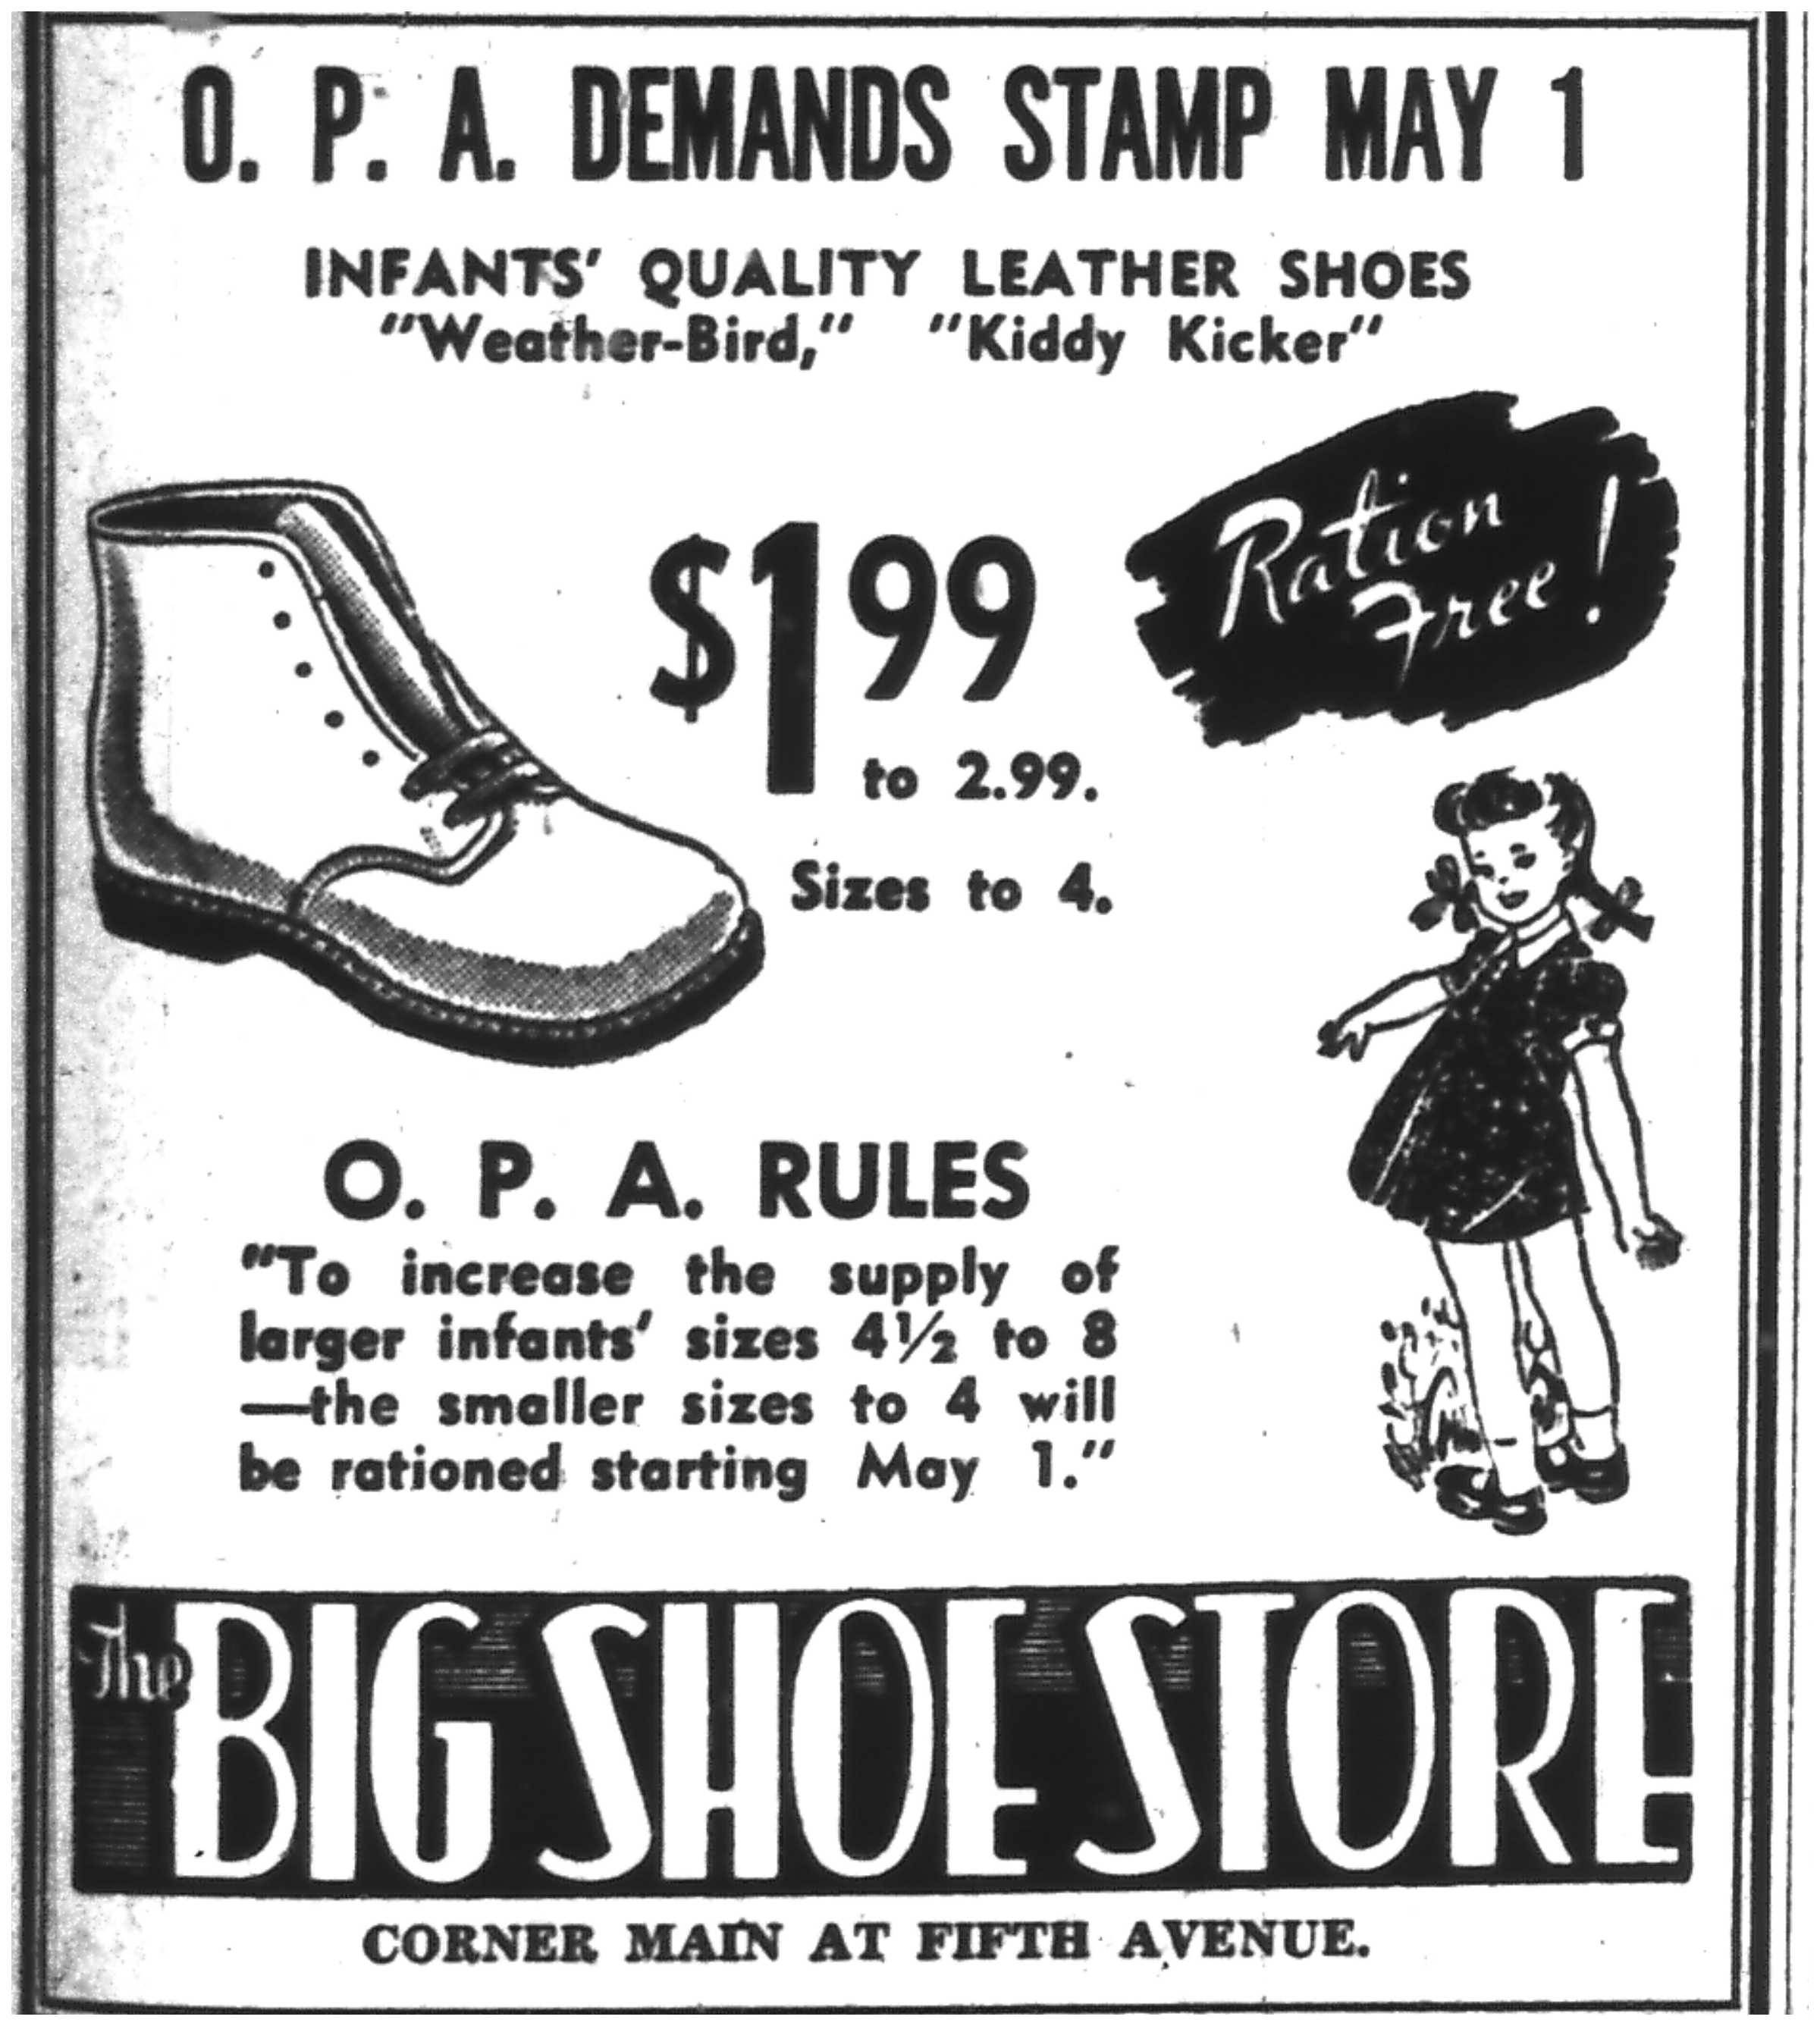 O. P. A. DEMANDS STAMP MAY 1
INFANTS' QUALITY LEATHER SHOES
"Weather-Bird," "Kiddy Kicker"
Ration
Free!
$1.99
to 2.99.
Sizes to 4.
O. P. A. RULES
"To increase the supply of
larger infants' sizes 4½ to 8
—the smaller sizes to 4 will
be rationed starting May 1."
The BIG SHOE STORE
CORNER MAIN AT FIFTH AVENUE.